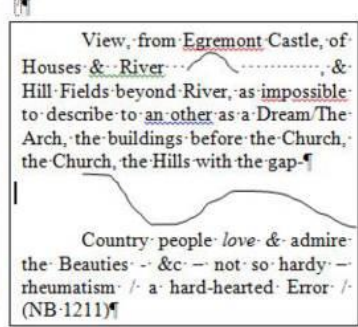 View, from Egremont Castle, of
Houses & River ............., &
Hill Fields beyond River, as impossible
to describe to an other as a Dream/The
Arch, the buildings before the Church,
the Church, the Hills with the gap-¶
Country people love & admire
the Beauties - &c – not so hardy –
rheumatism / a hard-hearted Error /
(NB 1211)¶